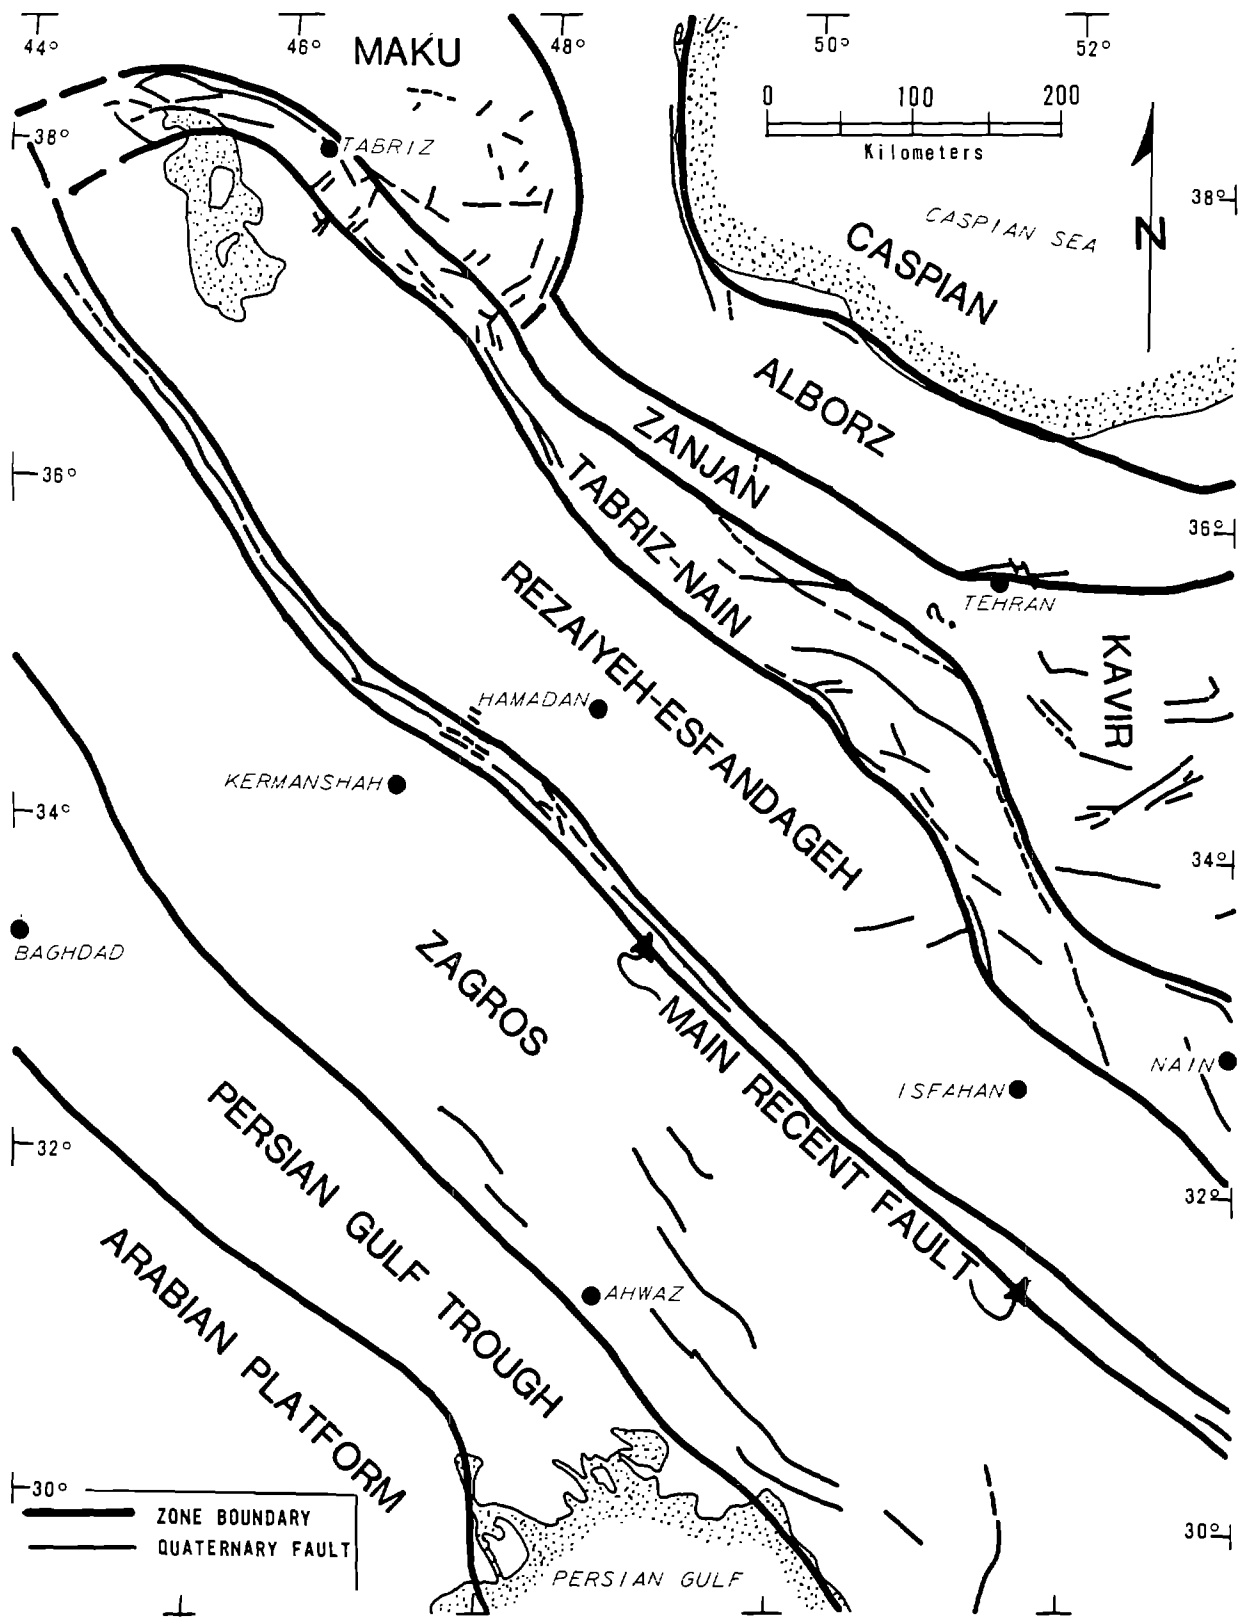 44°
46°
48°
50°
52°
MAKU
0 100 200
Kilometers
38°
TABRIZ
38°
CASPIAN SEA
N
CASPIAN
ALBORZ
ZANJAN
36°
TABRIZ-NAIN
36°
REZAIYEH-ESFANDAGEH
TEHRAN
?
KAVIR
HAMADAN
KERMANSHAH
34°
34°
BAGHDAD
ZAGROS
MAIN RECENT FAULT
NAIN
ISFAHAN
32°
PERSIAN GULF TROUGH
32°
ARABIAN PLATFORM
AHWAZ
30°
ZONE BOUNDARY
QUATERNARY FAULT
30°
PERSIAN GULF